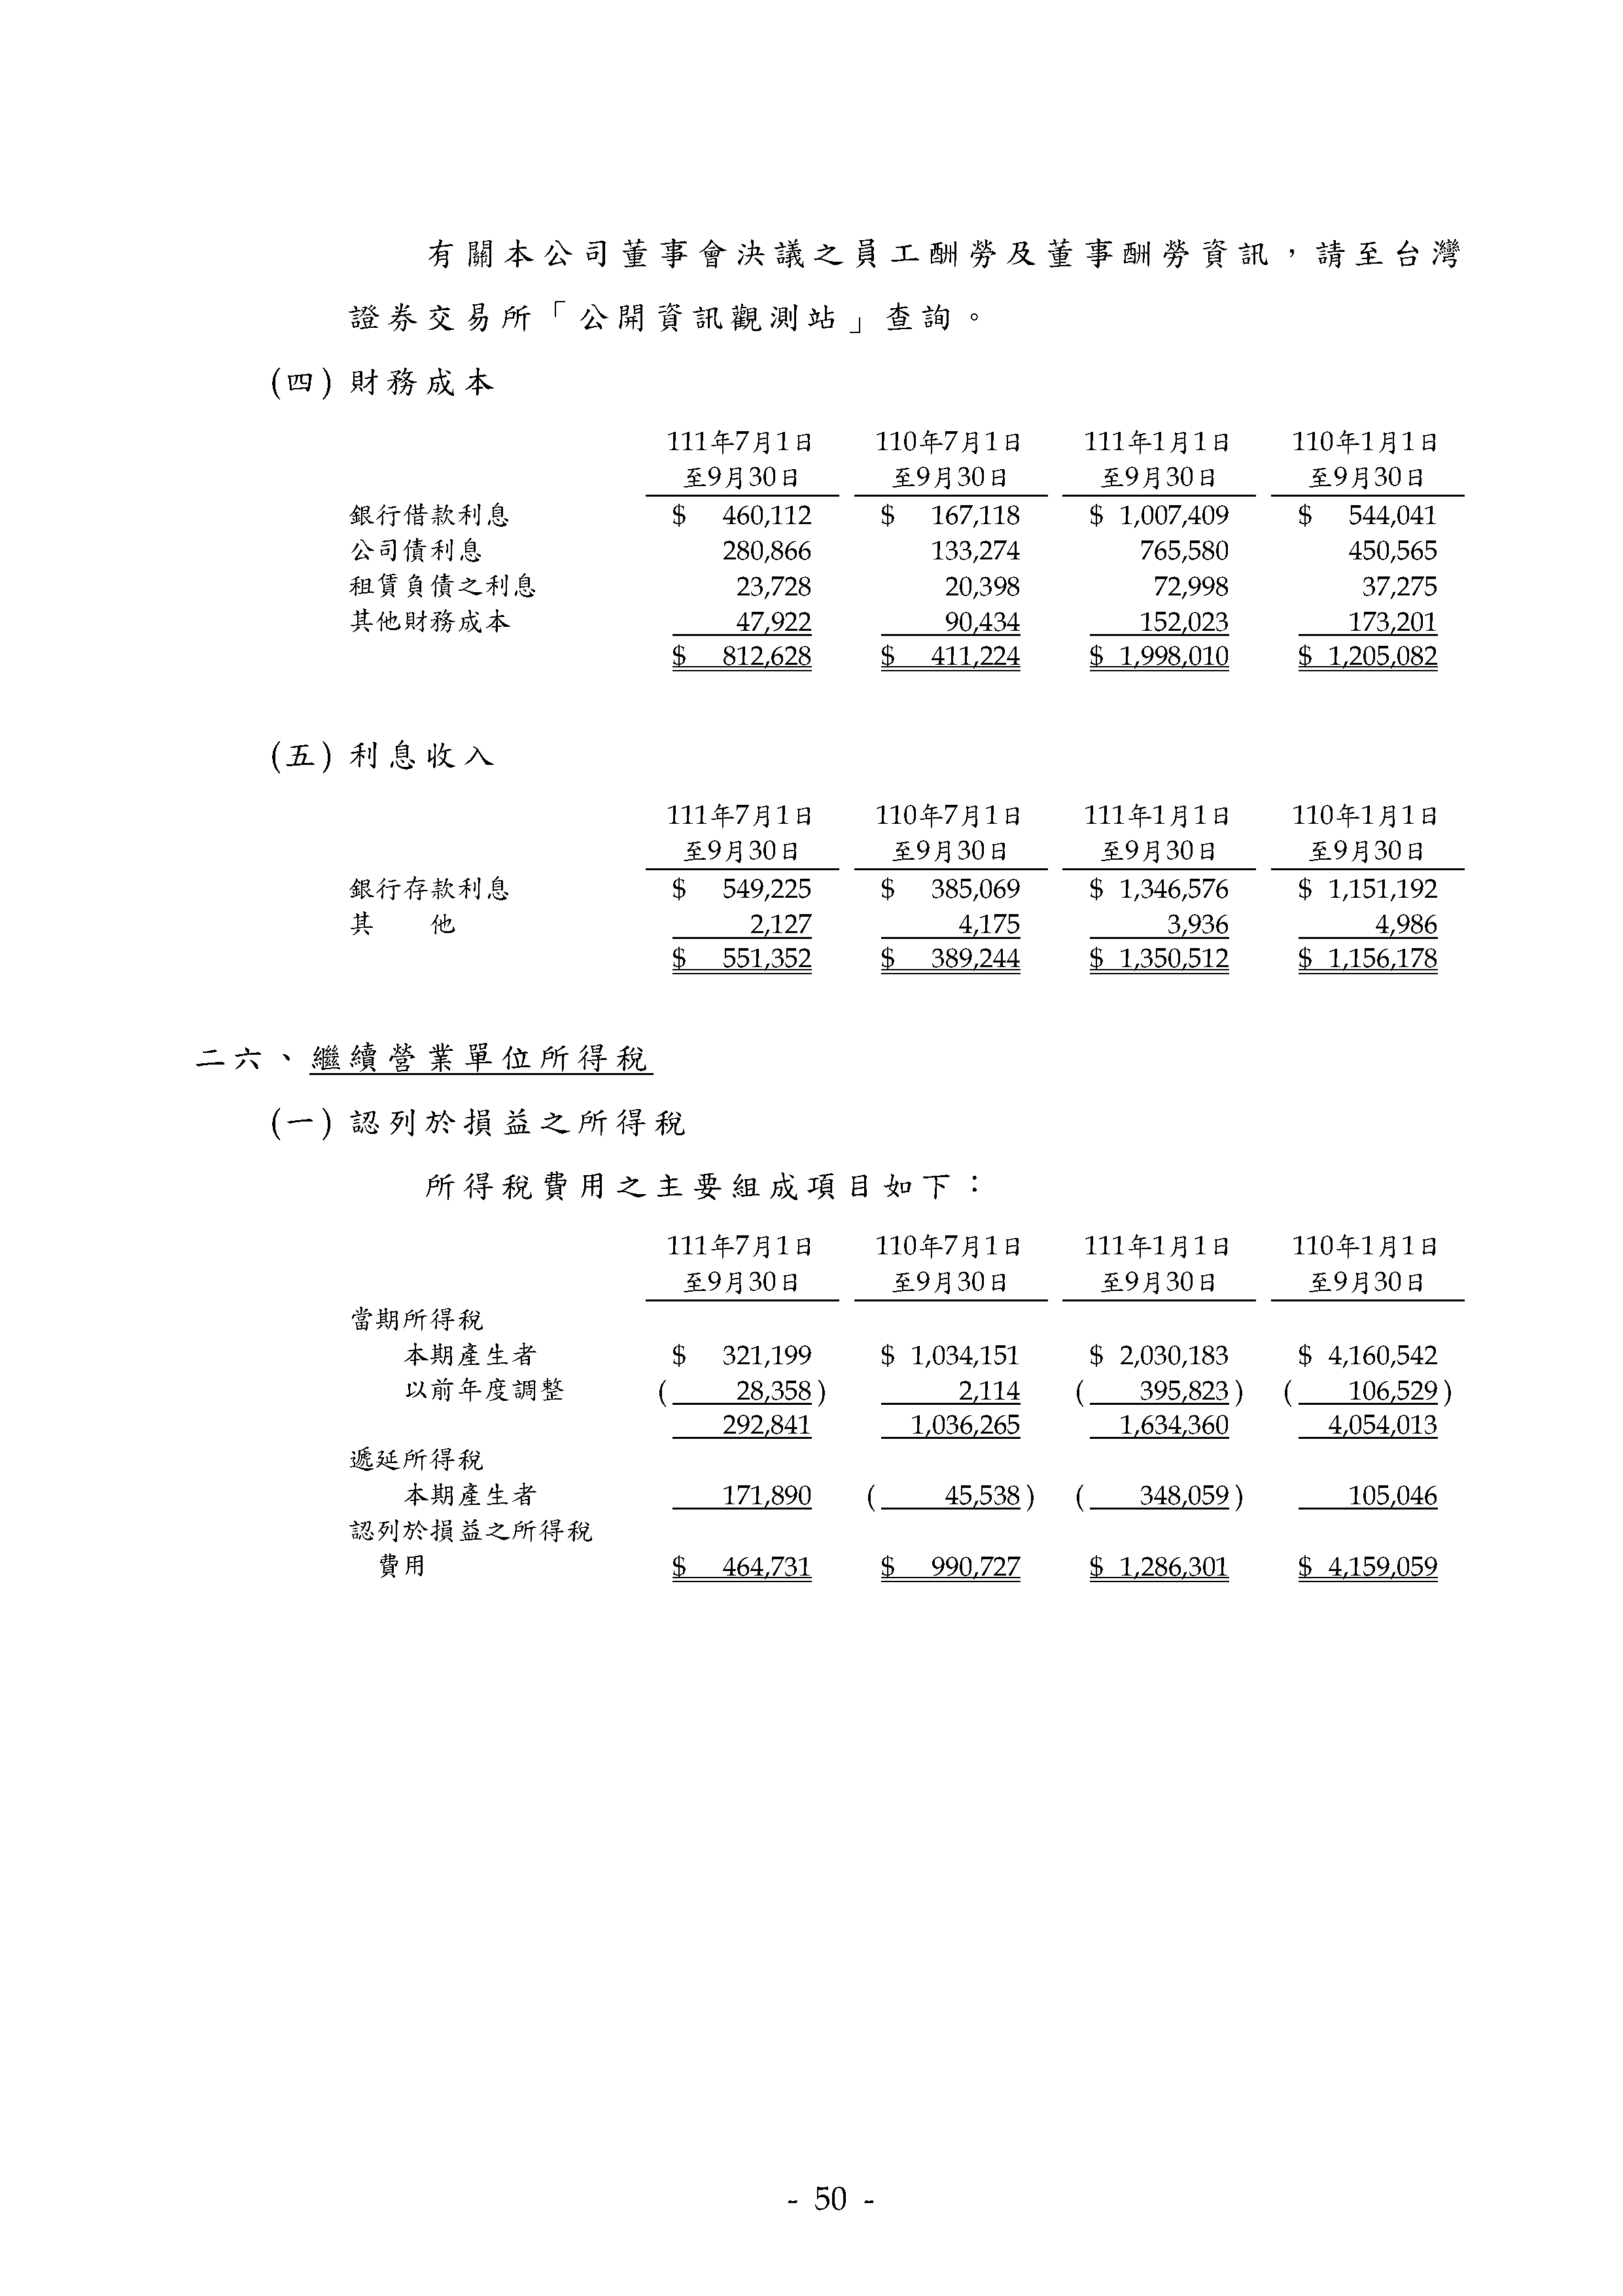 有關本公司董事會決議之員工酬勞及董事酬勞資訊，請至台灣
證券交易所「公開資訊觀測站」查詢。
(四) 財務成本
111年7月1日 110年7月1日 111年1月1日 110年1月1日
至9月30日 至9月30日 至9月30日 至9月30日
銀行借款利息 $ 460,112 $ 167,118 $ 1,007,409 $ 544,041
公司債利息 280,866 133,274 765,580 450,565
租賃負債之利息 23,728 20,398 72,998 37,275
其他財務成本 47,922 90,434 152,023 173,201
$ 812,628 $ 411,224 $ 1,998,010 $ 1,205,082
(五) 利息收入
111年7月1日 110年7月1日 111年1月1日 110年1月1日
至9月30日 至9月30日 至9月30日 至9月30日
銀行存款利息 $ 549,225 $ 385,069 $ 1,346,576 $ 1,151,192
其　　他 2,127 4,175 3,936 4,986
$ 551,352 $ 389,244 $ 1,350,512 $ 1,156,178
二六、繼續營業單位所得稅
(一) 認列於損益之所得稅
所得稅費用之主要組成項目如下：
111年7月1日 110年7月1日 111年1月1日 110年1月1日
至9月30日 至9月30日 至9月30日 至9月30日
當期所得稅
本期產生者 $ 321,199 $ 1,034,151 $ 2,030,183 $ 4,160,542
以前年度調整 ( 28,358) 2,114 ( 395,823) ( 106,529)
292,841 1,036,265 1,634,360 4,054,013
遞延所得稅
本期產生者 171,890 ( 45,538) ( 348,059) 105,046
認列於損益之所得稅
費用 $ 464,731 $ 990,727 $ 1,286,301 $ 4,159,059
- 50 -